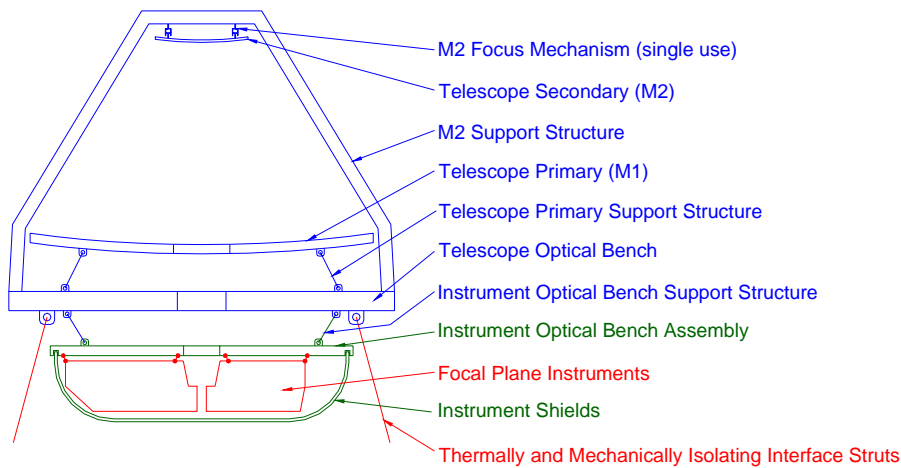 M2 Focus Mechanism (single use)
Telescope Secondary (M2)
M2 Support Structure
Telescope Primary (M1)
Telescope Primary Support Structure
Telescope Optical Bench
Instrument Optical Bench Support Structure
Instrument Optical Bench Assembly
Focal Plane Instruments
Instrument Shields
Thermally and Mechanically Isolating Interface Struts